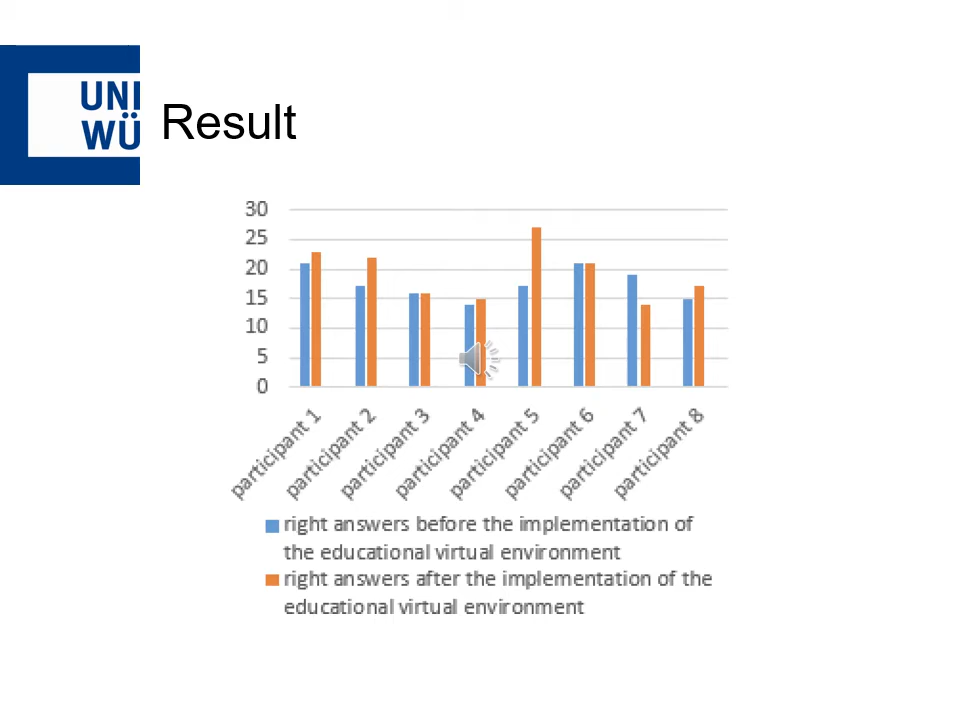 UNI
WÜ
Result
30
25
20
15
10
5
0
participant 1
participant 2
participant 3
participant 4
participant 5
participant 6
participant 7
participant 8
right answers before the implementation of
the educational virtual environment
right answers after the implementation of the
educational virtual environment